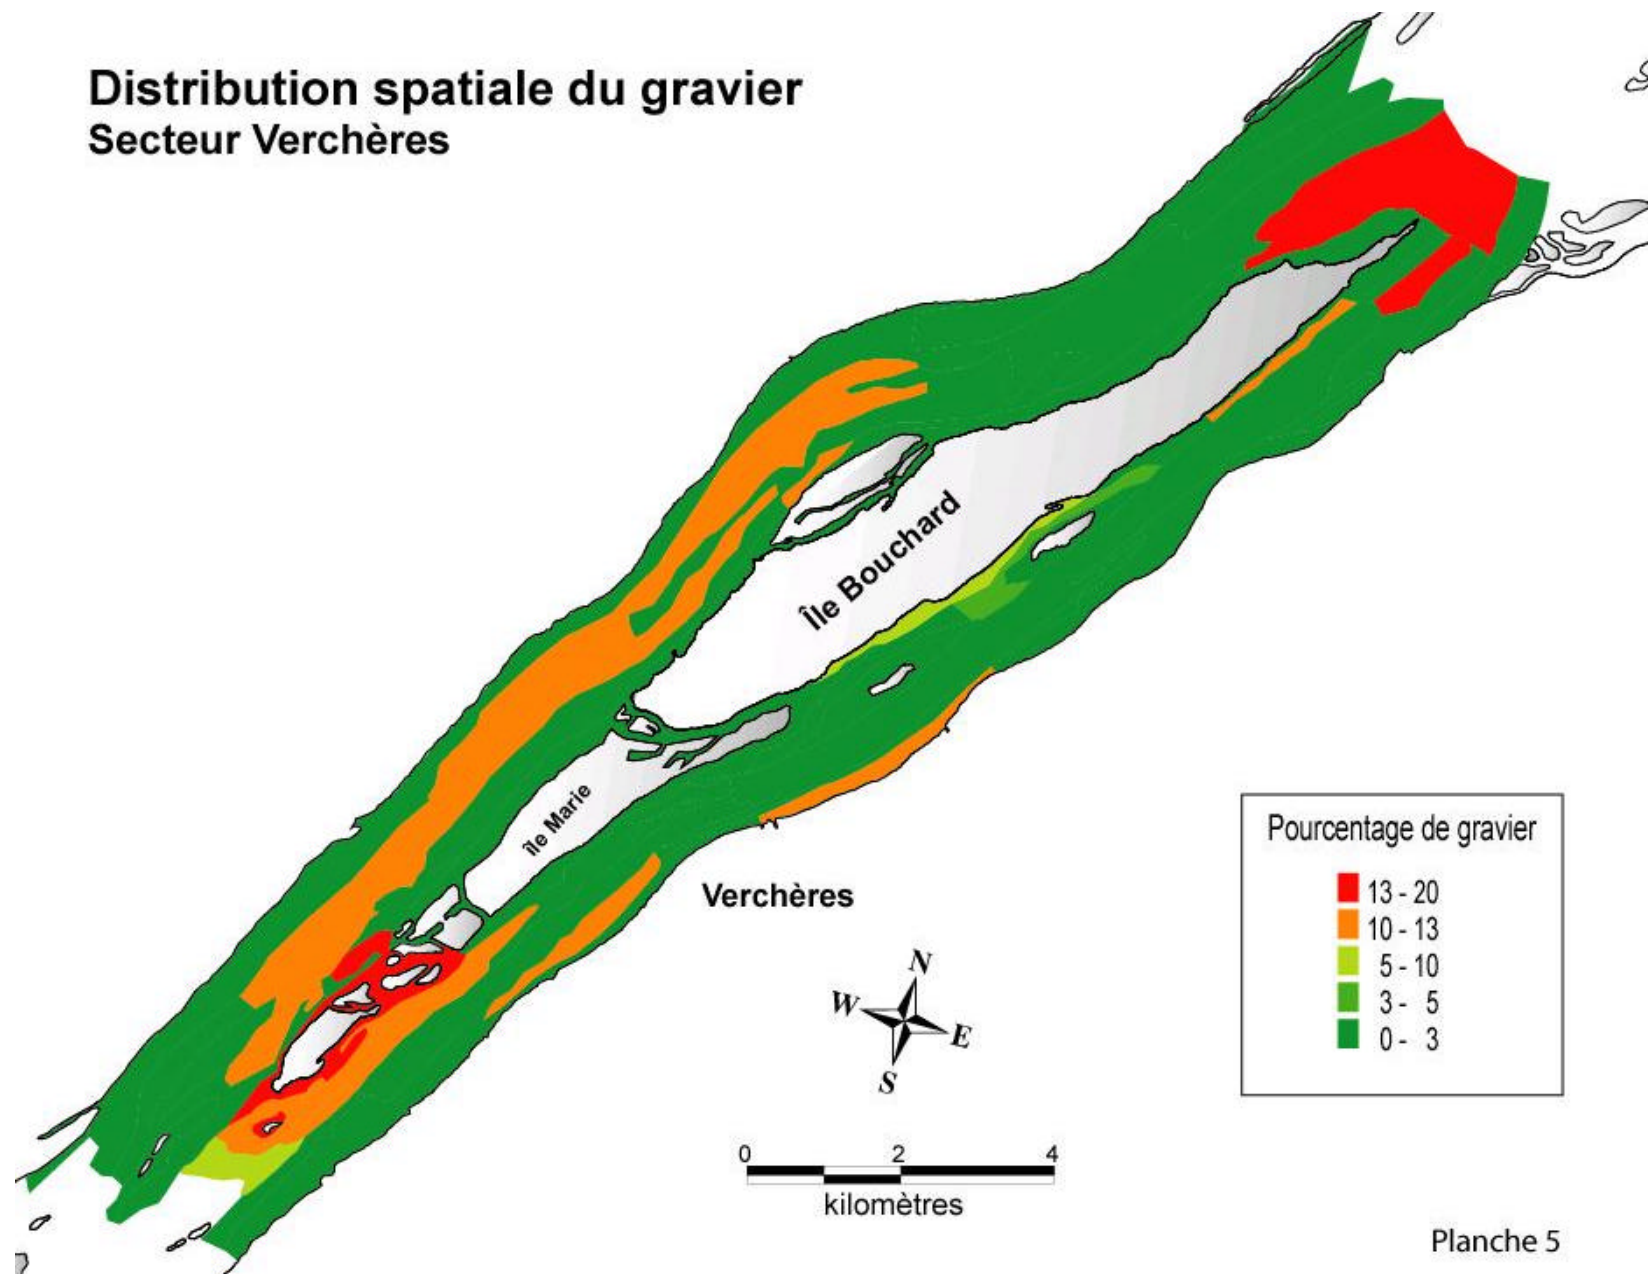 Distribution spatiale du gravier
Secteur Verchères
Île Bouchard
île Marie
Verchères
N
W
E
S
0 2 4
kilomètres
Pourcentage de gravier
13 - 20
10 - 13
5 - 10
3 - 5
0 - 3
Planche 5